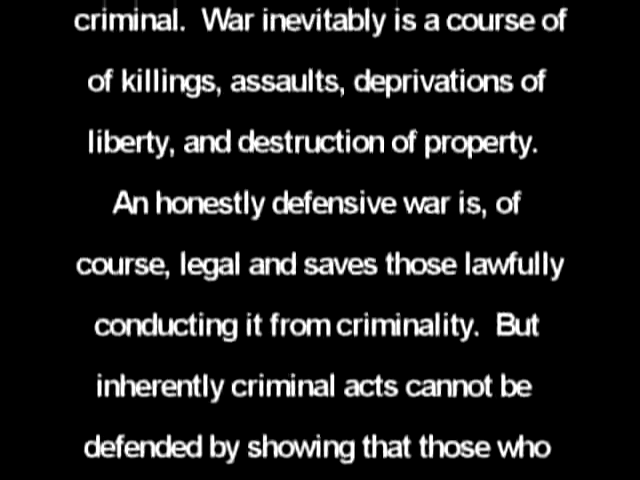 criminal. War inevitably is a course of
of killings, assaults, deprivations of
liberty, and destruction of property.
An honestly defensive war is, of
course, legal and saves those lawfully
conducting it from criminality. But
inherently criminal acts cannot be
defended by showing that those who